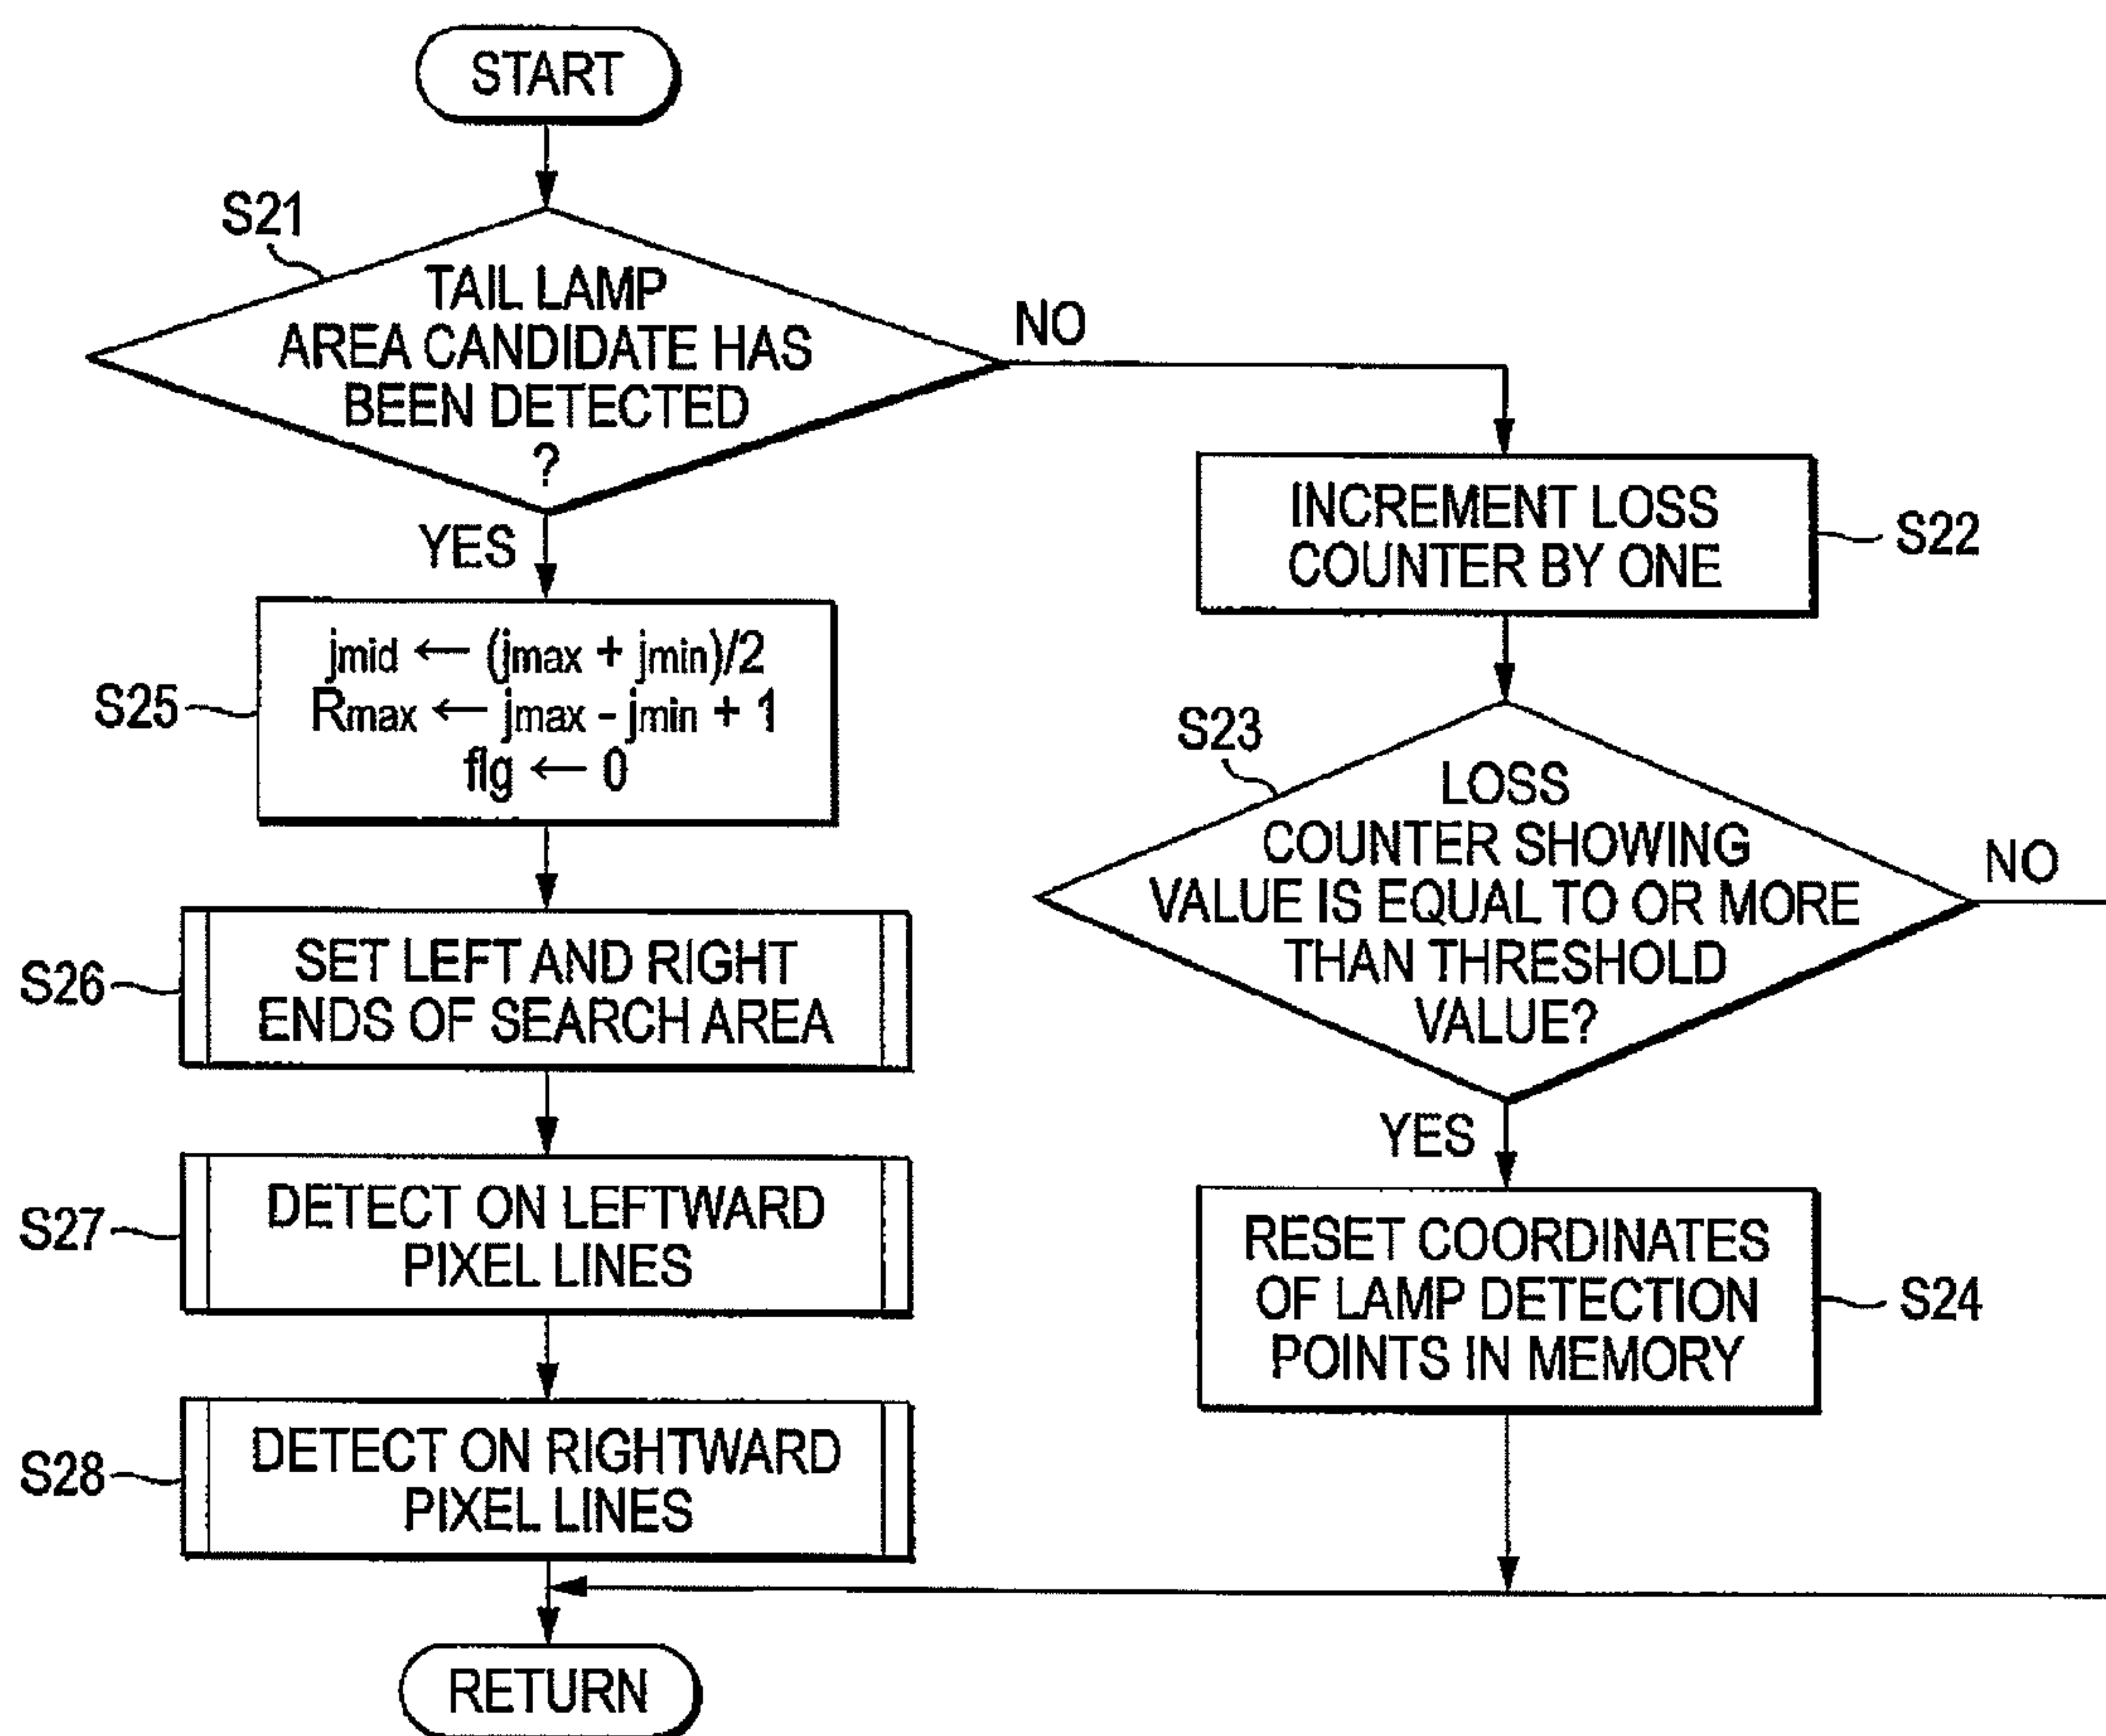 START
S21
TAIL LAMP
AREA CANDIDATE HAS
BEEN DETECTED
?
NO
YES
INCREMENT LOSS
COUNTER BY ONE
S22
S25
jmid ← (jmax + jmin)/2
Rmax ← jmax - jmin + 1
flg ← 0
S23
LOSS
COUNTER SHOWING
VALUE IS EQUAL TO OR MORE
THAN THRESHOLD
VALUE?
NO
YES
S26
SET LEFT AND RIGHT
ENDS OF SEARCH AREA
S27
DETECT ON LEFTWARD
PIXEL LINES
RESET COORDINATES
OF LAMP DETECTION
POINTS IN MEMORY
S24
S28
DETECT ON RIGHTWARD
PIXEL LINES
RETURN